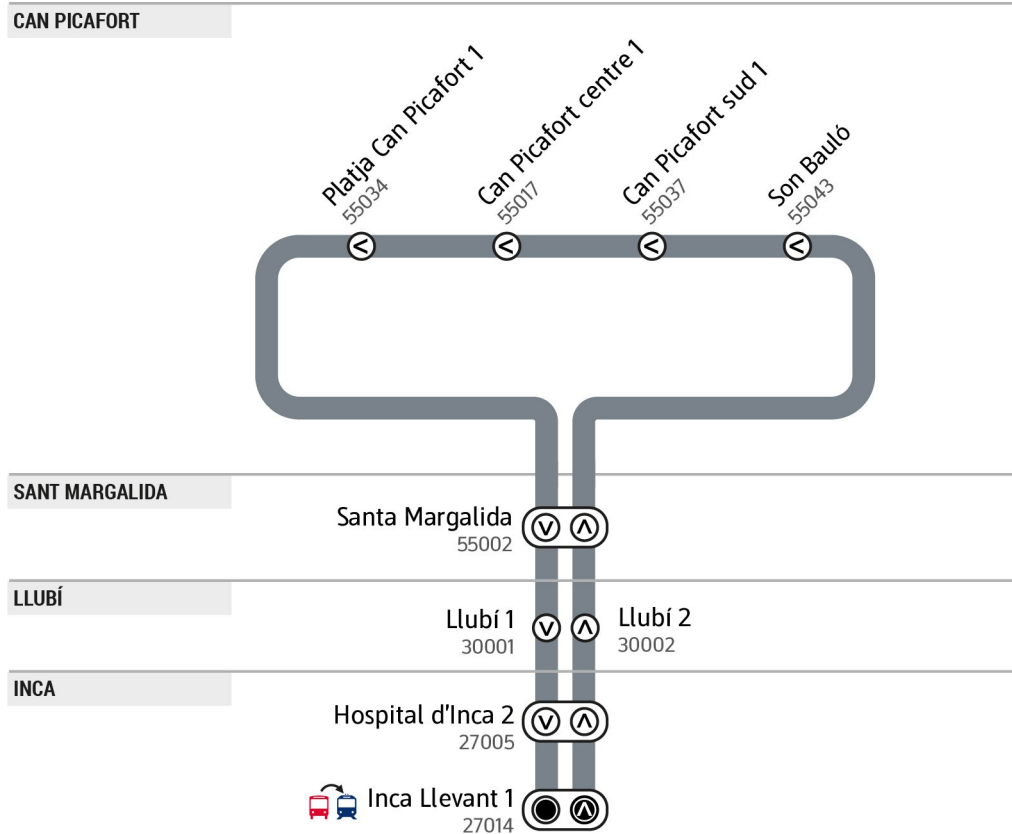 CAN PICAFORT
Platja Can Picafort 1
55034
Can Picafort centre 1
55017
Can Picafort sud 1
55037
Son Bauló
55043
SANT MARGALIDA
Santa Margalida
55002
LLUBÍ
Llubí 1
30001
Llubí 2
30002
INCA
Hospital d'Inca 2
27005
Inca Llevant 1
27014